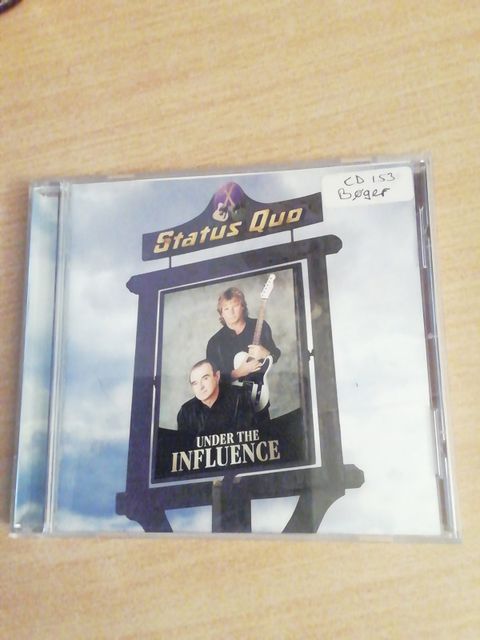 CD 153
Bøger
Status Quo
UNDER THE
INFLUENCE